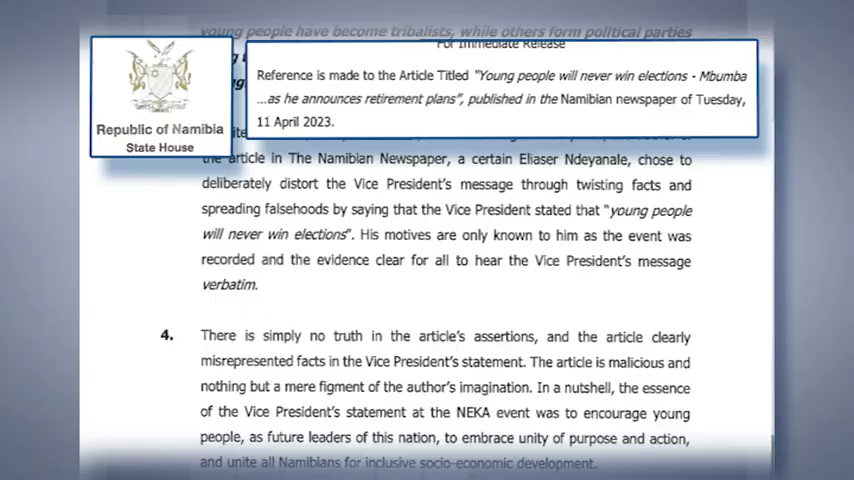 young people have become tribalists, while others form political parties
Republic of Namibia
State House
For Immediate Release
Reference is made to the Article Titled "Young people will never win elections - Mbumba
...as he announces retirement plans", published in the Namibian newspaper of Tuesday,
11 April 2023.
the article in The Namibian Newspaper, a certain Eliaser Ndeyanale, chose to
deliberately distort the Vice President's message through twisting facts and
spreading falsehoods by saying that the Vice President stated that "young people
will never win elections". His motives are only known to him as the event was
recorded and the evidence clear for all to hear the Vice President's message
verbatim.
4. There is simply no truth in the article's assertions, and the article clearly
misrepresented facts in the Vice President's statement. The article is malicious and
nothing but a mere figment of the author's imagination. In a nutshell, the essence
of the Vice President's statement at the NEKA event was to encourage young
people, as future leaders of this nation, to embrace unity of purpose and action,
and unite all Namibians for inclusive socio-economic development.